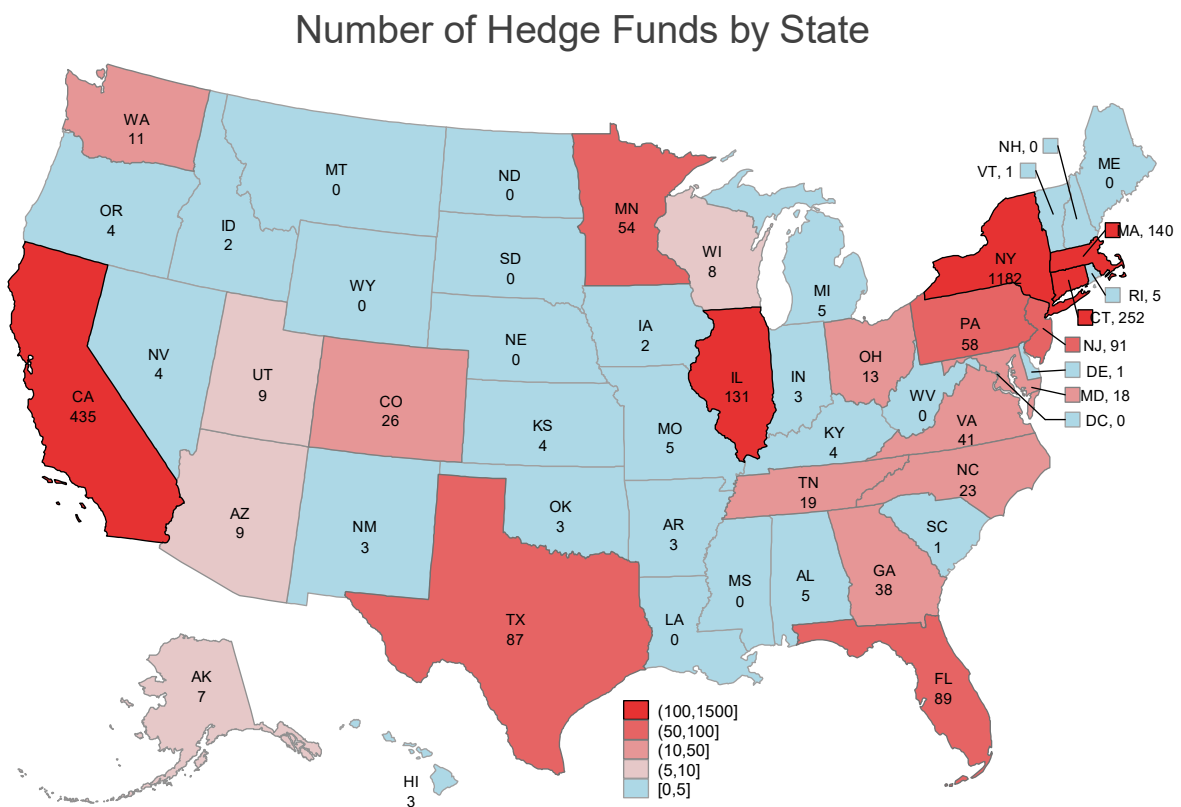 Number of Hedge Funds by State
WA
11
OR
4
ID
2
MT
0
ND
0
MN
54
SD
0
WY
0
NE
0
IA
2
WI
8
MI
5
NV
4
UT
9
CO
26
KS
4
MO
5
IL
131
IN
3
OH
13
KY
4
WV
0
PA
58
NY
1182
CA
435
AZ
9
NM
3
OK
3
AR
3
TN
19
VA
41
NC
23
SC
1
GA
38
AL
5
MS
0
LA
0
TX
87
FL
89
AK
7
HI
3
ME
0
NH, 0
VT, 1
MA, 140
RI, 5
CT, 252
NJ, 91
DE, 1
MD, 18
DC, 0
(100,1500]
(50,100]
(10,50]
(5,10]
[0,5]